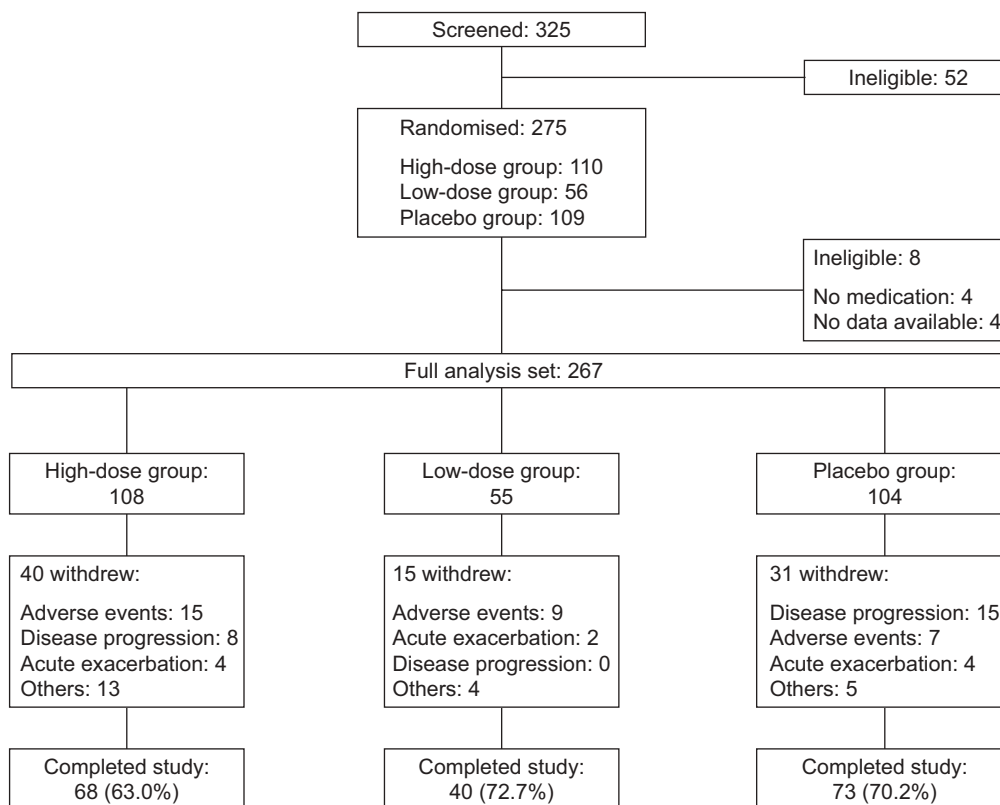 Screened: 325
Ineligible: 52
Randomised: 275
High-dose group: 110
Low-dose group: 56
Placebo group: 109
Ineligible: 8
No medication: 4
No data available: 4
Full analysis set: 267
High-dose group:
108
Low-dose group:
55
Placebo group:
104
40 withdrew:
Adverse events: 15
Disease progression: 8
Acute exacerbation: 4
Others: 13
15 withdrew:
Adverse events: 9
Acute exacerbation: 2
Disease progression: 0
Others: 4
31 withdrew:
Disease progression: 15
Adverse events: 7
Acute exacerbation: 4
Others: 5
Completed study:
68 (63.0%)
Completed study:
40 (72.7%)
Completed study:
73 (70.2%)